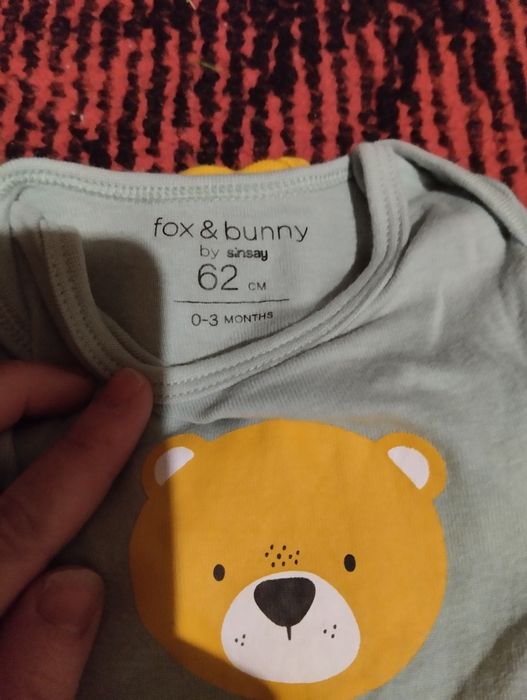 fox & bunny
by sinsay
62 CM
0-3 MONTHS